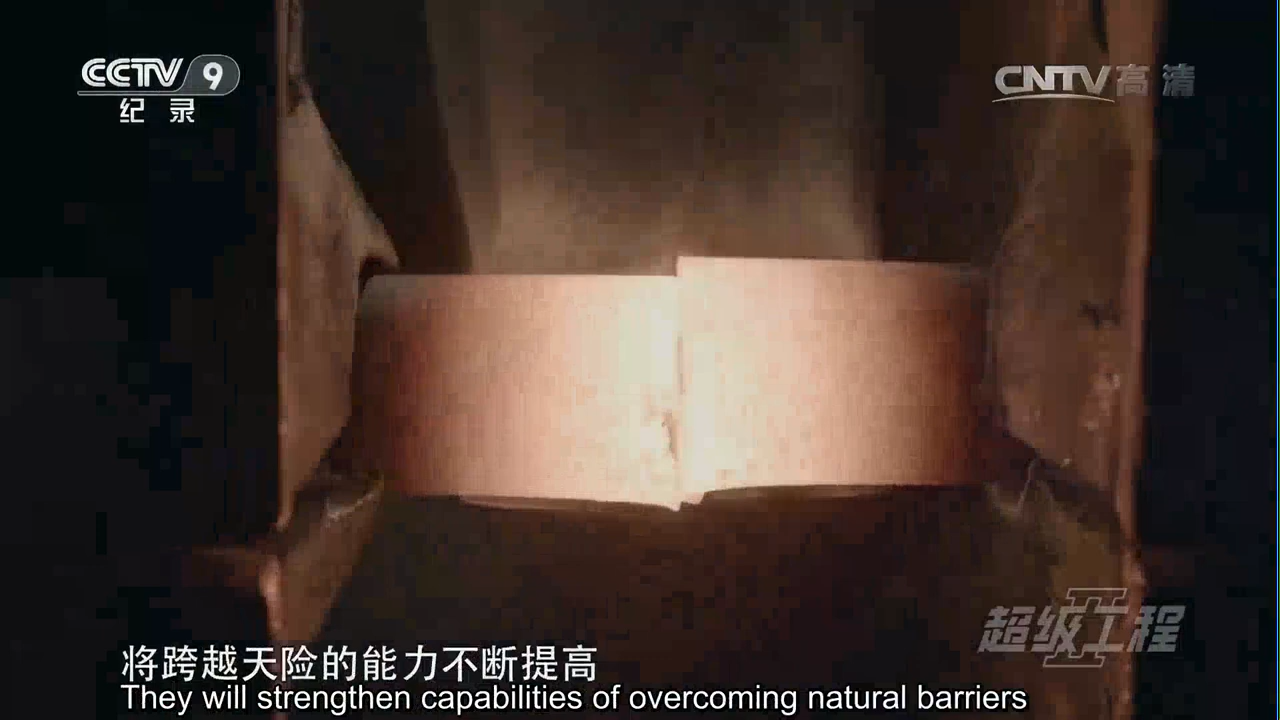 CCTV 9
纪录
CNTV高清
超级工程
II
将跨越天险的能力不断提高
They will strengthen capabilities of overcoming natural barriers